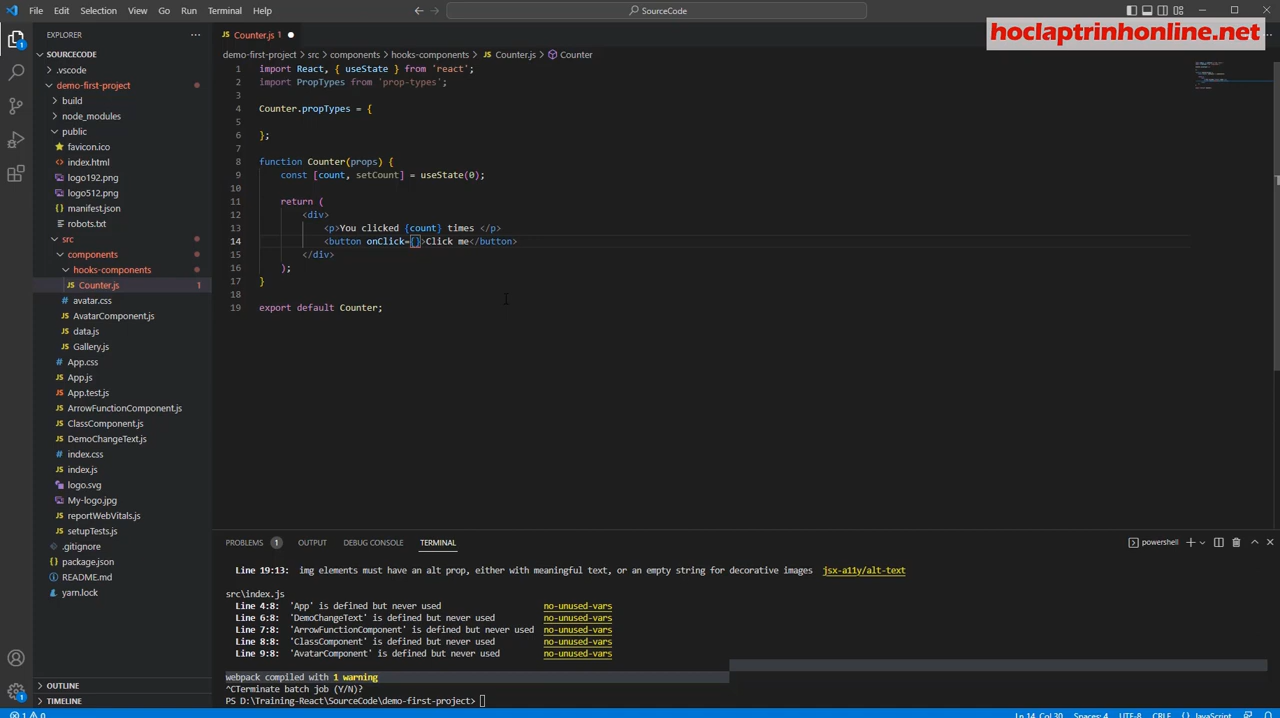 File Edit Selection View Go Run Terminal Help
SourceCode
hoclaptrinhonline.net
EXPLORER
SOURCECODE
.vscode
demo-first-project
build
node_modules
public
favicon.ico
index.html
logo192.png
logo512.png
manifest.json
robots.txt
src
components
hooks-components
Counter.js 1
avatar.css
AvatarComponent.js
data.js
Gallery.js
App.css
App.js
App.test.js
ArrowFunctionComponent.js
ClassComponent.js
DemoChangeText.js
index.css
index.js
logo.svg
My-logo.jpg
reportWebVitals.js
setupTests.js
.gitignore
package.json
README.md
yarn.lock
OUTLINE
TIMELINE
Counter.js 1
demo-first-project > src > components > hooks-components > Counter.js > Counter
1 import React, { useState } from 'react';
2 import PropTypes from 'prop-types';
3
4 Counter.propTypes = {
5
6 };
7
8 function Counter(props) {
9 const [count, setCount] = useState(0);
10
11 return (
12 <div>
13 <p>You clicked {count} times </p>
14 <button onClick={}>Click me</button>
15 </div>
16 );
17 }
18
19 export default Counter;
PROBLEMS 1 OUTPUT DEBUG CONSOLE TERMINAL
powershell
Line 19:13: img elements must have an alt prop, either with meaningful text, or an empty string for decorative images jsx-a11y/alt-text
src\index.js
Line 4:8: 'App' is defined but never used no-unused-vars
Line 6:8: 'DemoChangeText' is defined but never used no-unused-vars
Line 7:8: 'ArrowFunctionComponent' is defined but never used no-unused-vars
Line 8:8: 'ClassComponent' is defined but never used no-unused-vars
Line 9:8: 'AvatarComponent' is defined but never used no-unused-vars
webpack compiled with 1 warning
^CTerminate batch job (Y/N)?
PS D:\Training-React\SourceCode\demo-first-project>
1 0 Ln 14, Col 30 Spaces: 4 UTF-8 CRLF {} JavaScript